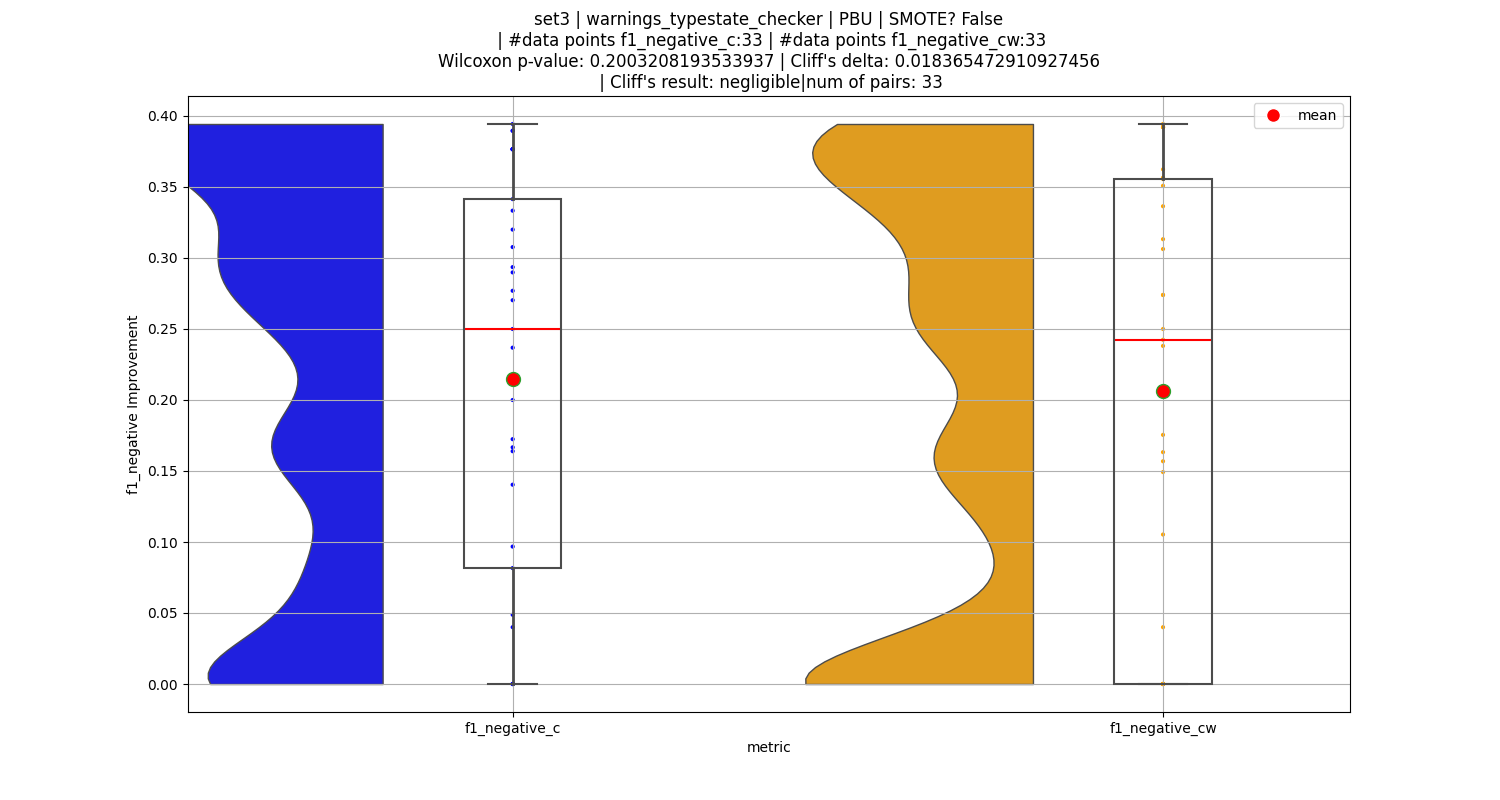 set3 | warnings_typestate_checker | PBU | SMOTE? False
| #data points f1_negative_c:33 | #data points f1_negative_cw:33
Wilcoxon p-value: 0.2003208193533937 | Cliff's delta: 0.018365472910927456
| Cliff's result: negligible|num of pairs: 33
mean
f1_negative Improvement
0.40
0.35
0.30
0.25
0.20
0.15
0.10
0.05
0.00
f1_negative_c
f1_negative_cw
metric